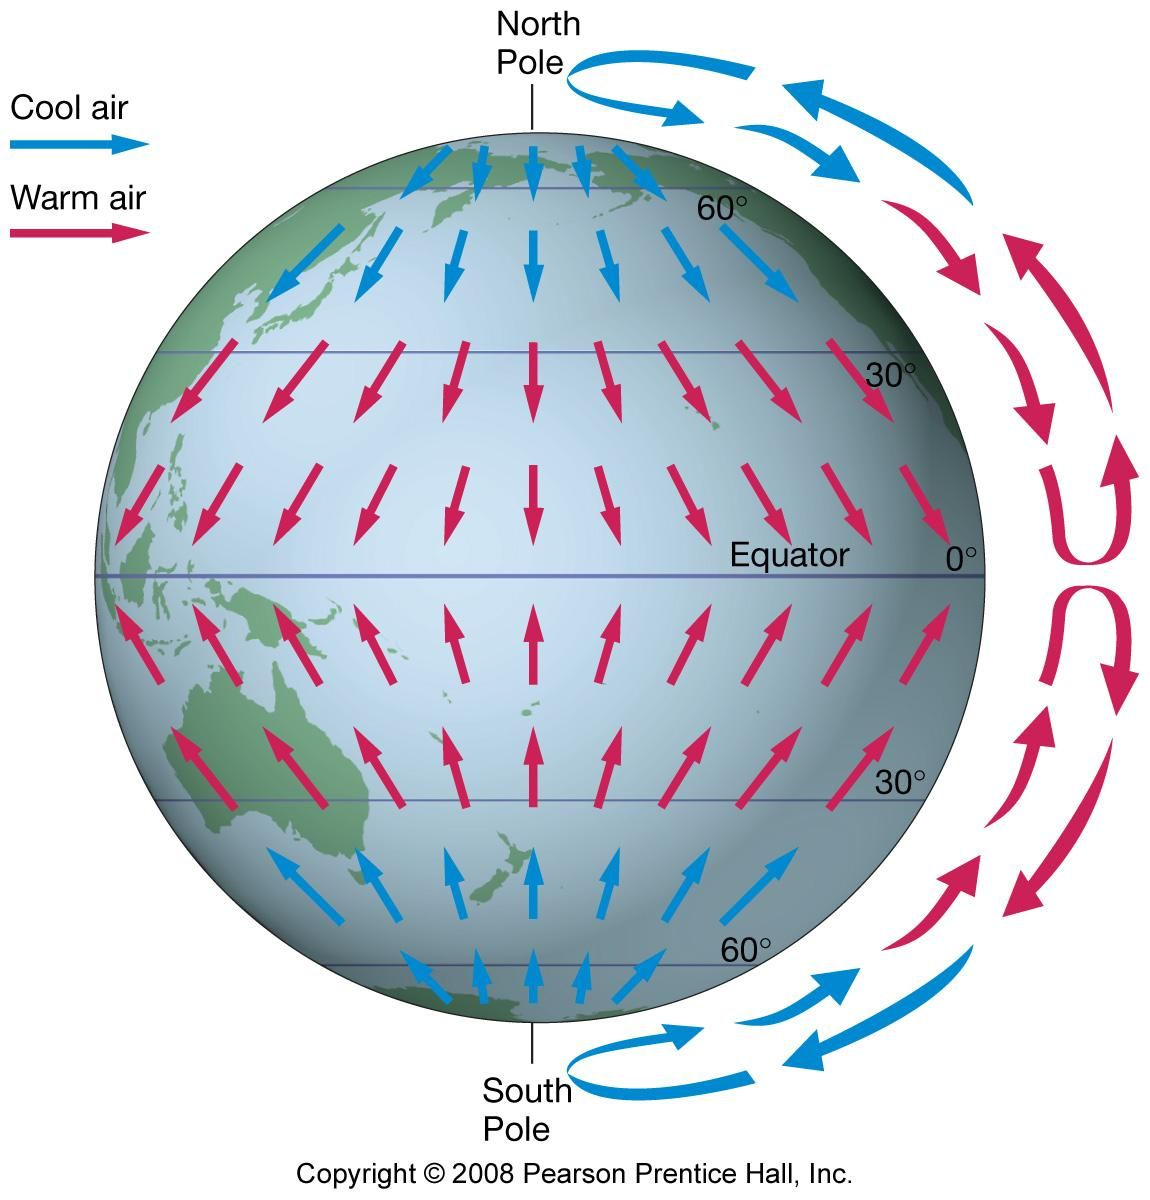 North
Pole
Cool air
Warm air
60°
30°
Equator
0°
30°
60°
South
Pole
Copyright © 2008 Pearson Prentice Hall, Inc.